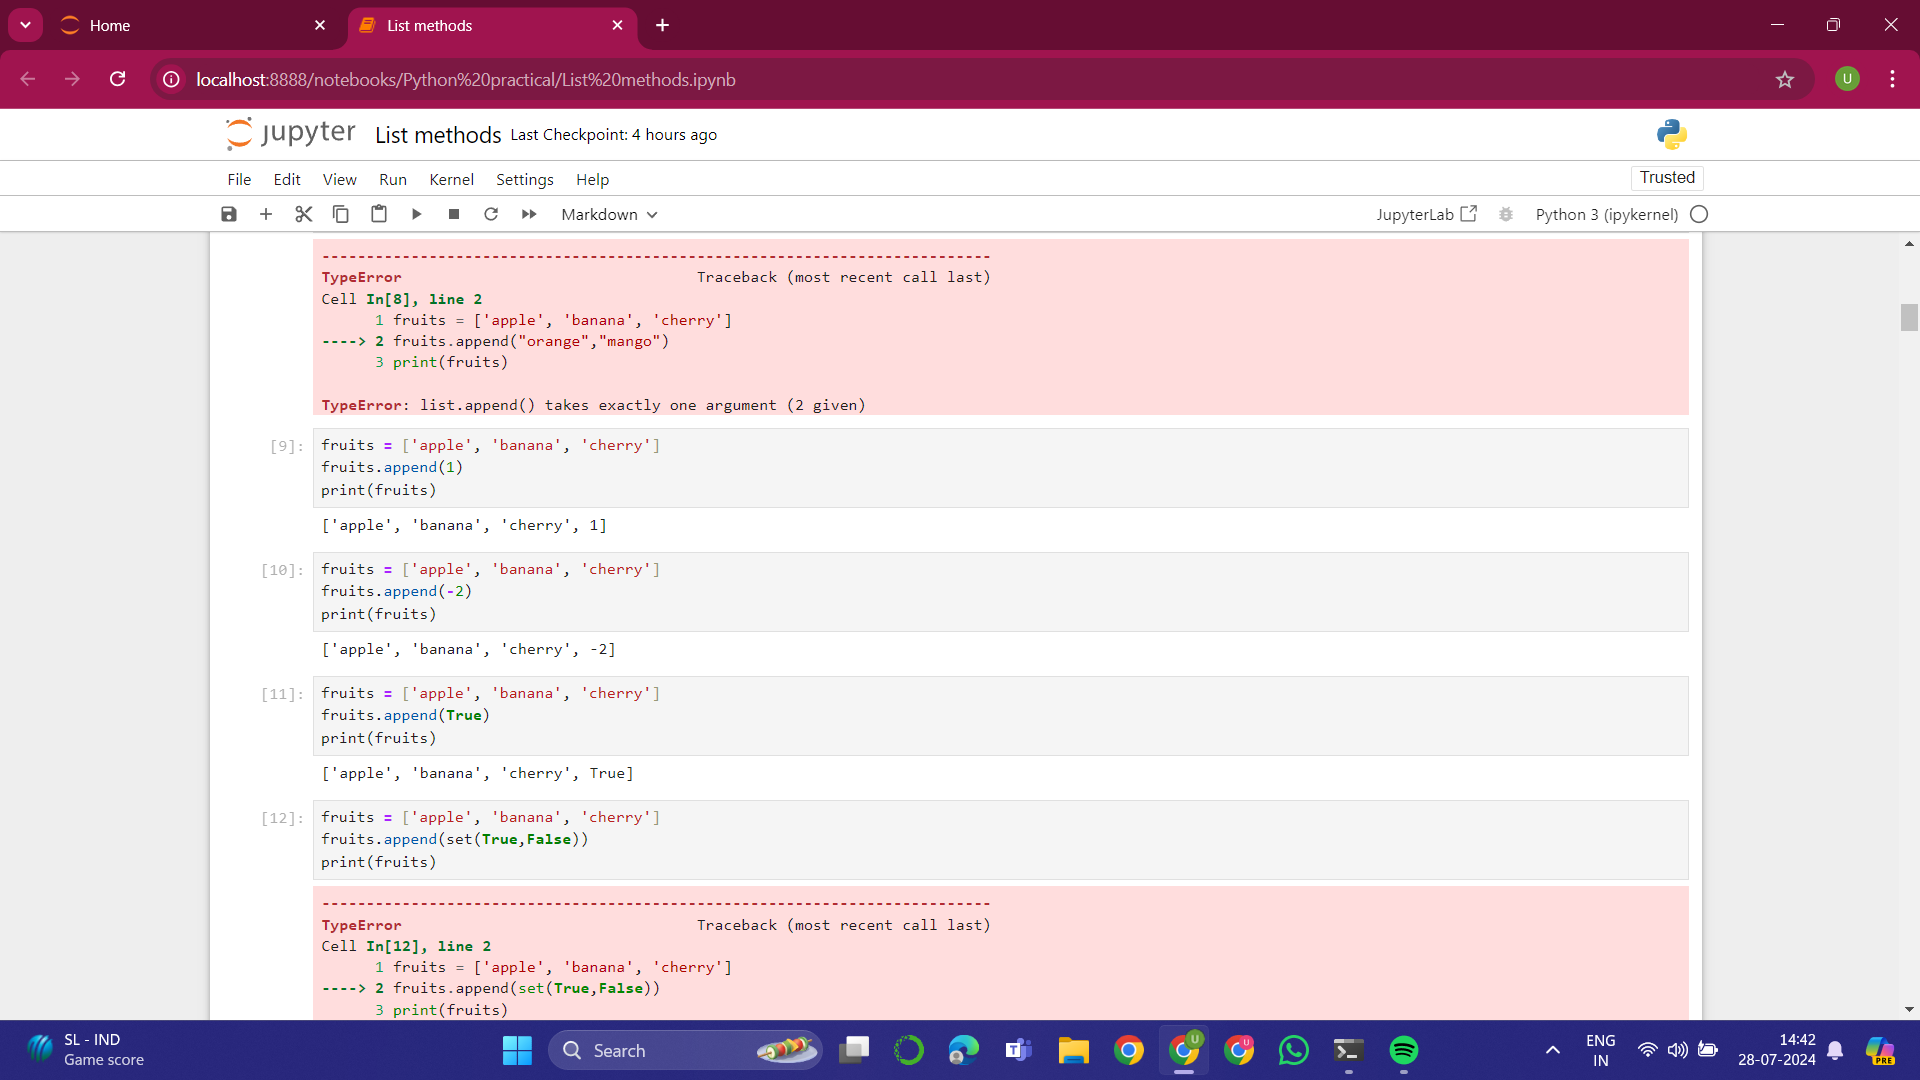 Home
List methods
localhost:8888/notebooks/Python%20practical/List%20methods.ipynb
U
jupyter List methods Last Checkpoint: 4 hours ago
File Edit View Run Kernel Settings Help
Trusted
Markdown
JupyterLab Python 3 (ipykernel)
---------------------------------------------------------------------------
TypeError Traceback (most recent call last)
Cell In[8], line 2
1 fruits = ['apple', 'banana', 'cherry']
----> 2 fruits.append("orange","mango")
3 print(fruits)
TypeError: list.append() takes exactly one argument (2 given)
[9]: fruits = ['apple', 'banana', 'cherry']
fruits.append(1)
print(fruits)
['apple', 'banana', 'cherry', 1]
[10]: fruits = ['apple', 'banana', 'cherry']
fruits.append(-2)
print(fruits)
['apple', 'banana', 'cherry', -2]
[11]: fruits = ['apple', 'banana', 'cherry']
fruits.append(True)
print(fruits)
['apple', 'banana', 'cherry', True]
[12]: fruits = ['apple', 'banana', 'cherry']
fruits.append(set(True,False))
print(fruits)
---------------------------------------------------------------------------
TypeError Traceback (most recent call last)
Cell In[12], line 2
1 fruits = ['apple', 'banana', 'cherry']
----> 2 fruits.append(set(True,False))
3 print(fruits)
SL - IND
Game score
Search
U
U
ENG
IN
14:42
28-07-2024
PRE